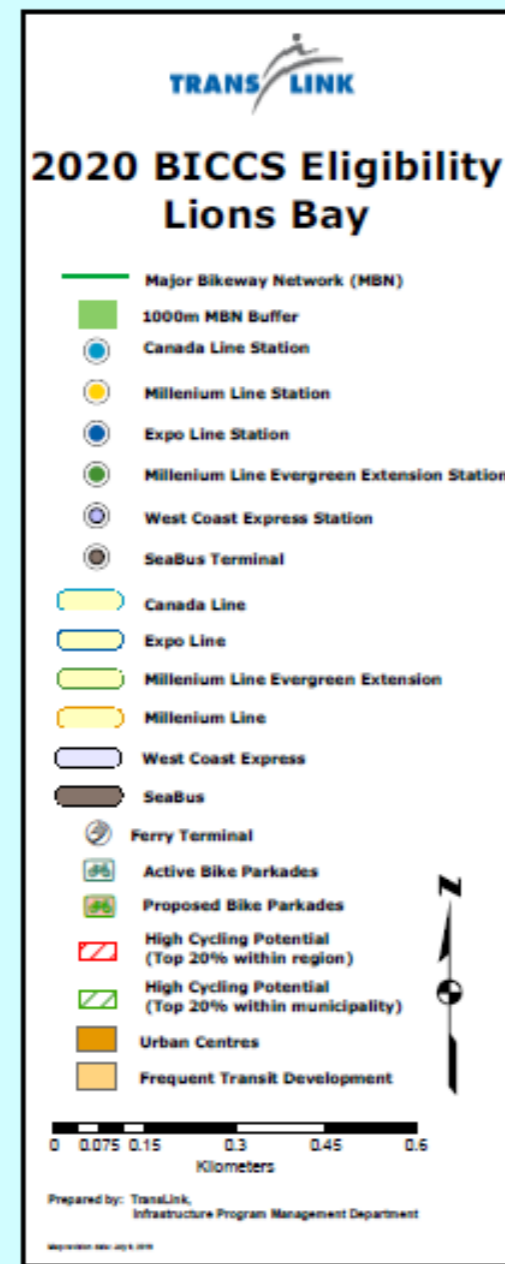 TRANS LINK
2020 BICCS Eligibility
Lions Bay
Major Bikeway Network (MBN)
1000m MBN Buffer
Canada Line Station
Millenium Line Station
Expo Line Station
Millenium Line Evergreen Extension Station
West Coast Express Station
SeaBus Terminal
Canada Line
Expo Line
Millenium Line Evergreen Extension
Millenium Line
West Coast Express
SeaBus
Ferry Terminal
Active Bike Parkades
Proposed Bike Parkades
High Cycling Potential
(Top 20% within region)
High Cycling Potential
(Top 20% within municipality)
Urban Centres
Frequent Transit Development
N
0 0.075 0.15 0.3 0.45 0.6
Kilometers
Prepared by: TransLink,
Infrastructure Program Management Department